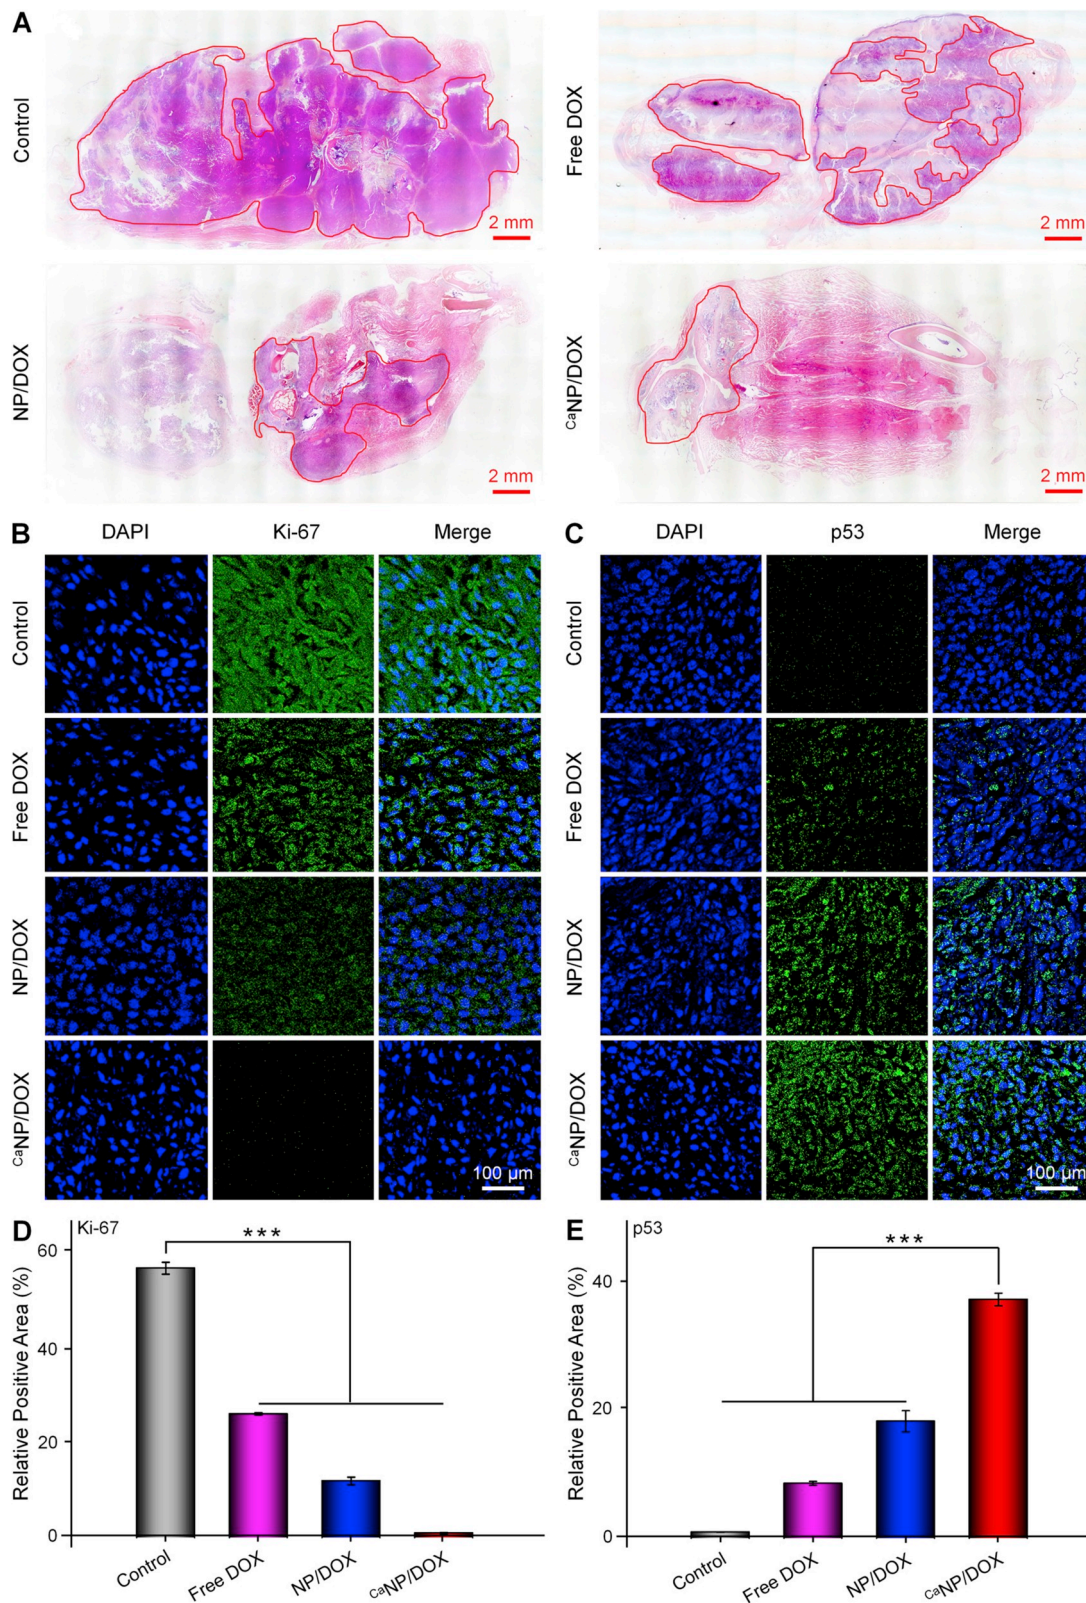 A
Control
2 mm
Free DOX
2 mm
NP/DOX
2 mm
CaNP/DOX
2 mm
B
DAPI
Ki-67
Merge
Control
Free DOX
NP/DOX
CaNP/DOX
100 µm
C
DAPI
p53
Merge
Control
Free DOX
NP/DOX
CaNP/DOX
100 µm
D
Ki-67
***
Relative Positive Area (%)
60
40
20
0
Control
Free DOX
NP/DOX
CaNP/DOX
E
p53
***
Relative Positive Area (%)
40
20
0
Control
Free DOX
NP/DOX
CaNP/DOX